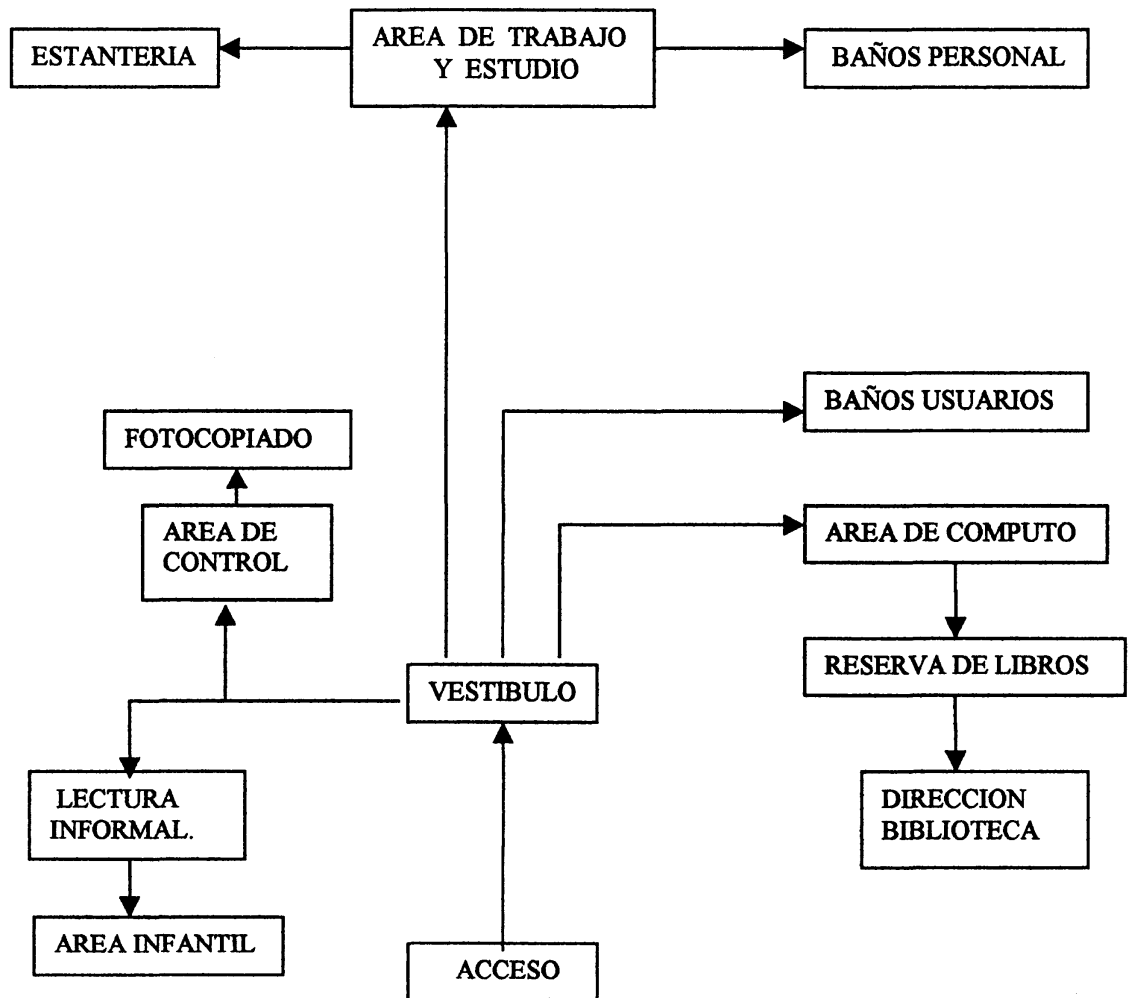 ESTANTERIA
AREA DE TRABAJO
Y ESTUDIO
BAÑOS PERSONAL
BAÑOS USUARIOS
FOTOCOPIADO
AREA DE
CONTROL
AREA DE COMPUTO
RESERVA DE LIBROS
VESTIBULO
LECTURA
INFORMAL.
DIRECCION
BIBLIOTECA
AREA INFANTIL
ACCESO